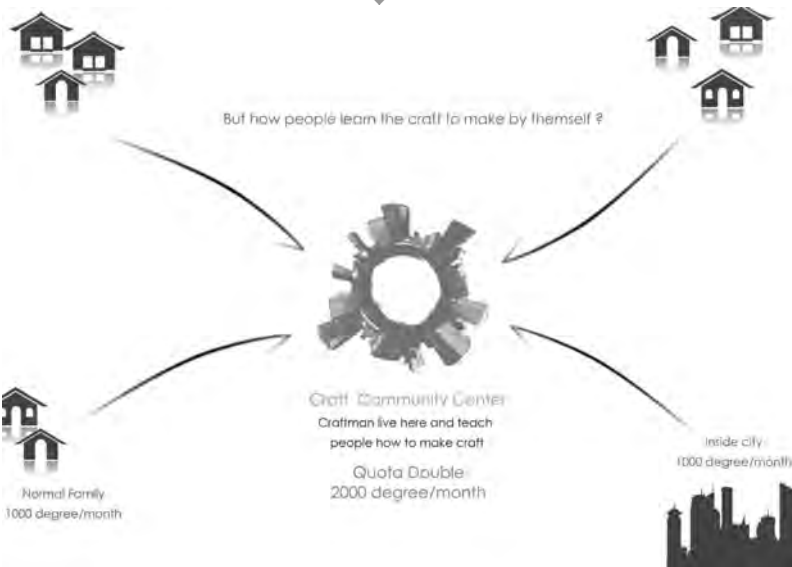 But how people learn the craft to make by themself ?
Craft Community Center
Craftman live here and teach
people how to make craft
Quota Double
2000 degree/month
Normal Family
1000 degree/month
Inside city
1000 degree/month